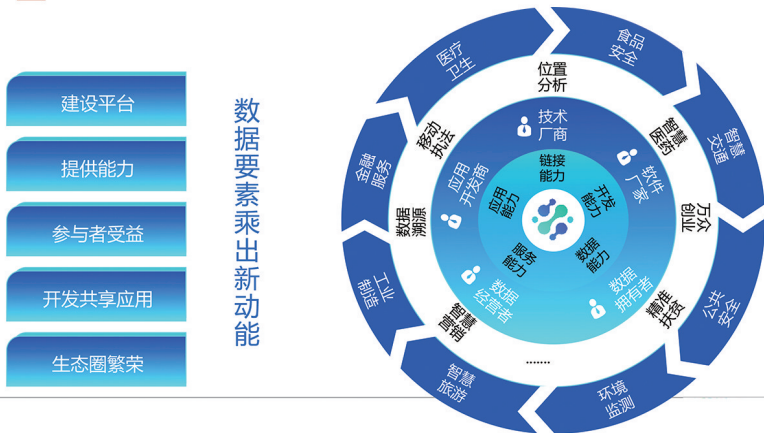 建设平台
提供能力
参与者受益
开发共享应用
生态圈繁荣
数据要素乘出新动能
医疗
卫生
食品
安全
智慧
交通
公共
安全
环境
监测
智慧
旅游
工业
制造
金融
服务
位置
分析
智慧
医药
万众
创业
精准
扶贫
.......
智慧
营销
数据
溯源
移动
执法
技术
厂商
软件
厂家
数据
拥有者
数据
经营者
应用
开发商
链接
能力
开发
能力
数据
能力
服务
能力
应用
能力